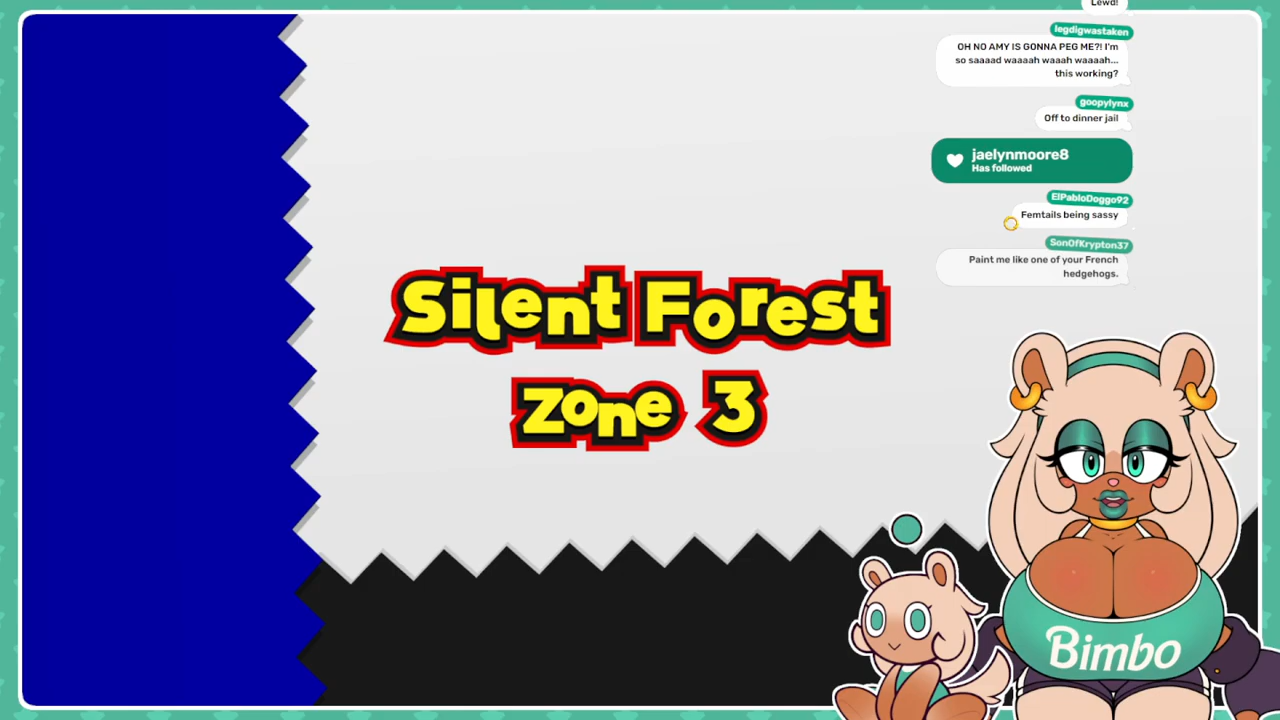 Lewd!
legdigwastaken
OH NO AMY IS GONNA PEG ME?! I'm
so saaaad waaaah waaah waaaah...
this working?
goopylynx
Off to dinner jail
jaelynmoore8
Has followed
ElPabloDoggo92
Femtails being sassy
SonOfKrypton37
Paint me like one of your French
hedgehogs.
Silent Forest
Zone 3
Bimbo